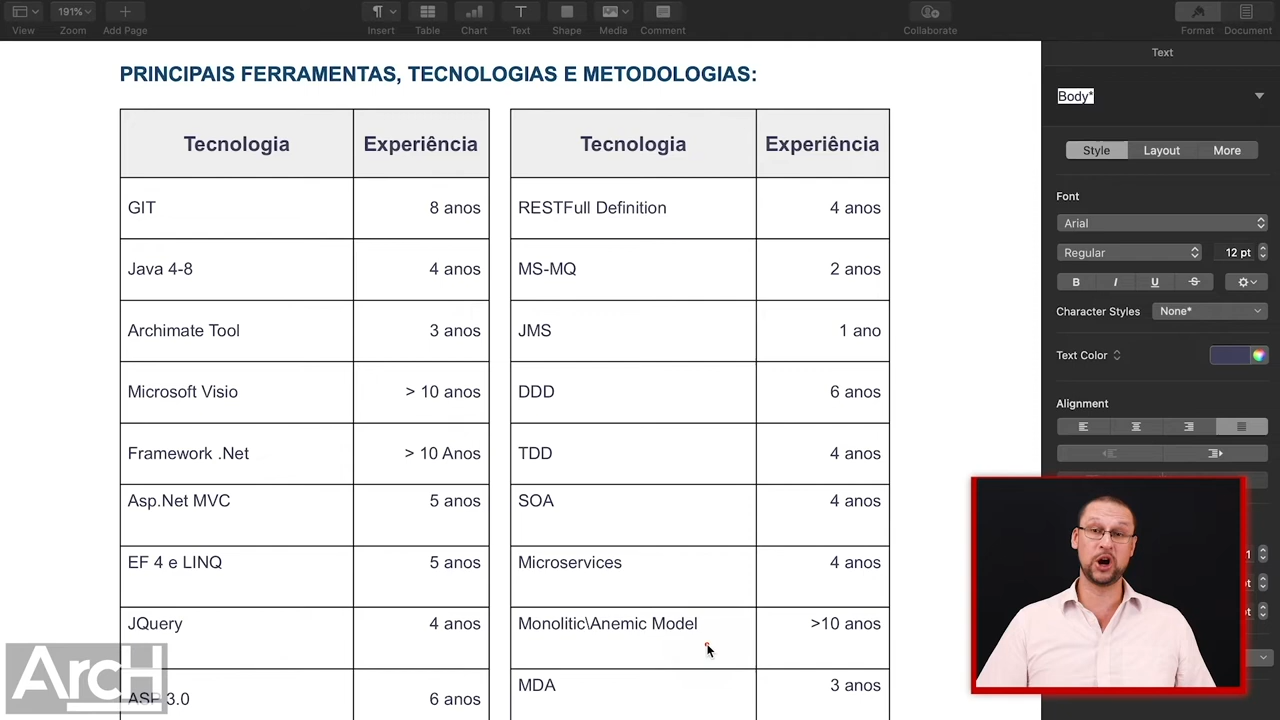 191%
View
Zoom
Add Page
Insert
Table
Chart
Text
Shape
Media
Comment
Collaborate
Format
Document
PRINCIPAIS FERRAMENTAS, TECNOLOGIAS E METODOLOGIAS:
Tecnologia Experiência
GIT 8 anos
Java 4-8 4 anos
Archimate Tool 3 anos
Microsoft Visio > 10 anos
Framework .Net > 10 Anos
Asp.Net MVC 5 anos
EF 4 e LINQ 5 anos
JQuery 4 anos
ASP 3.0 6 anos
Tecnologia Experiência
RESTFull Definition 4 anos
MS-MQ 2 anos
JMS 1 ano
DDD 6 anos
TDD 4 anos
SOA 4 anos
Microservices 4 anos
Monolitic\Anemic Model >10 anos
MDA 3 anos
Text
Body*
Style Layout More
Font
Arial
Regular 12 pt
B I U S
Character Styles None*
Text Color
Alignment
ArcH